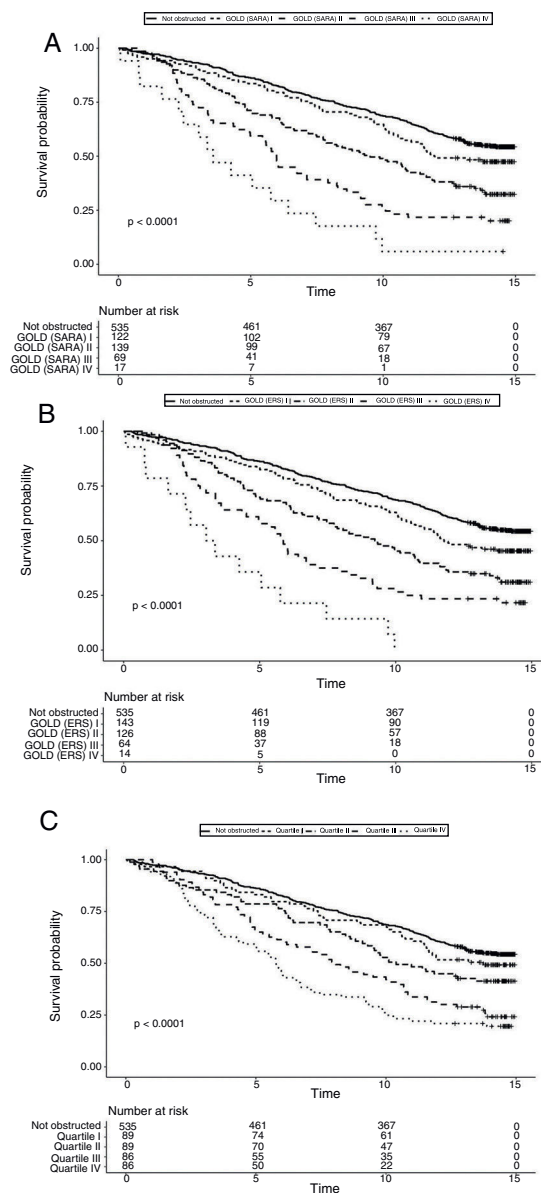 A
Not obstructed GOLD (SARA) I GOLD (SARA) II GOLD (SARA) III GOLD (SARA) IV
Survival probability
1.00
0.75
0.50
0.25
0.00
p < 0.0001
0 5 10 15
Time
Number at risk
Not obstructed 535 461 367 0
GOLD (SARA) I 122 102 79 0
GOLD (SARA) II 139 99 67 0
GOLD (SARA) III 69 41 18 0
GOLD (SARA) IV 17 7 1 0
0 5 10 15
B
Not obstructed GOLD (ERS) I GOLD (ERS) II GOLD (ERS) III GOLD (ERS) IV
Survival probability
1.00
0.75
0.50
0.25
0.00
p < 0.0001
0 5 10 15
Time
Number at risk
Not obstructed 535 461 367 0
GOLD (ERS) I 143 119 90 0
GOLD (ERS) II 126 88 57 0
GOLD (ERS) III 64 37 18 0
GOLD (ERS) IV 14 5 0 0
0 5 10 15
C
Not obstructed Quartile I Quartile II Quartile III Quartile IV
Survival probability
1.00
0.75
0.50
0.25
0.00
p < 0.0001
0 5 10 15
Time
Number at risk
Not obstructed 535 461 367 0
Quartile I 89 74 61 0
Quartile II 89 70 47 0
Quartile III 86 55 35 0
Quartile IV 86 50 22 0
0 5 10 15